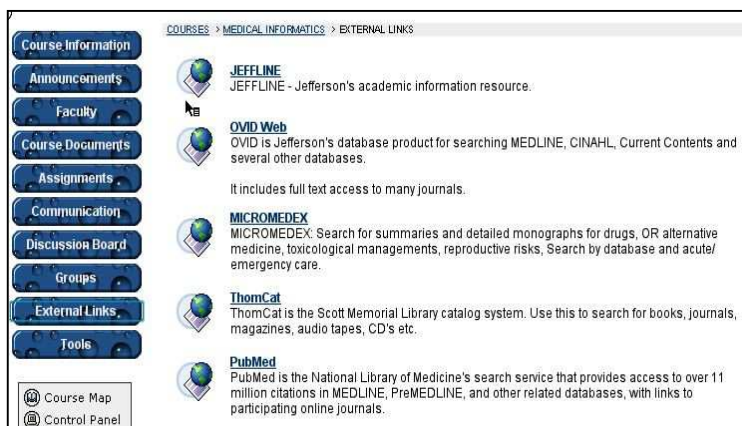 Course Information
Announcements
Faculty
Course Documents
Assignments
Communication
Discussion Board
Groups
External Links
Tools
Course Map
Control Panel
COURSES > MEDICAL INFORMATICS > EXTERNAL LINKS
JEFFLINE
JEFFLINE - Jefferson's academic information resource.
OVID Web
OVID is Jefferson's database product for searching MEDLINE, CINAHL, Current Contents and
several other databases.
It includes full text access to many journals.
MICROMEDEX
MICROMEDEX: Search for summaries and detailed monographs for drugs, OR alternative
medicine, toxicological managements, reproductive risks, Search by database and acute/
emergency care.
ThomCat
ThomCat is the Scott Memorial Library catalog system. Use this to search for books, journals,
magazines, audio tapes, CD's etc.
PubMed
PubMed is the National Library of Medicine's search service that provides access to over 11
million citations in MEDLINE, PreMEDLINE, and other related databases, with links to
participating online journals.